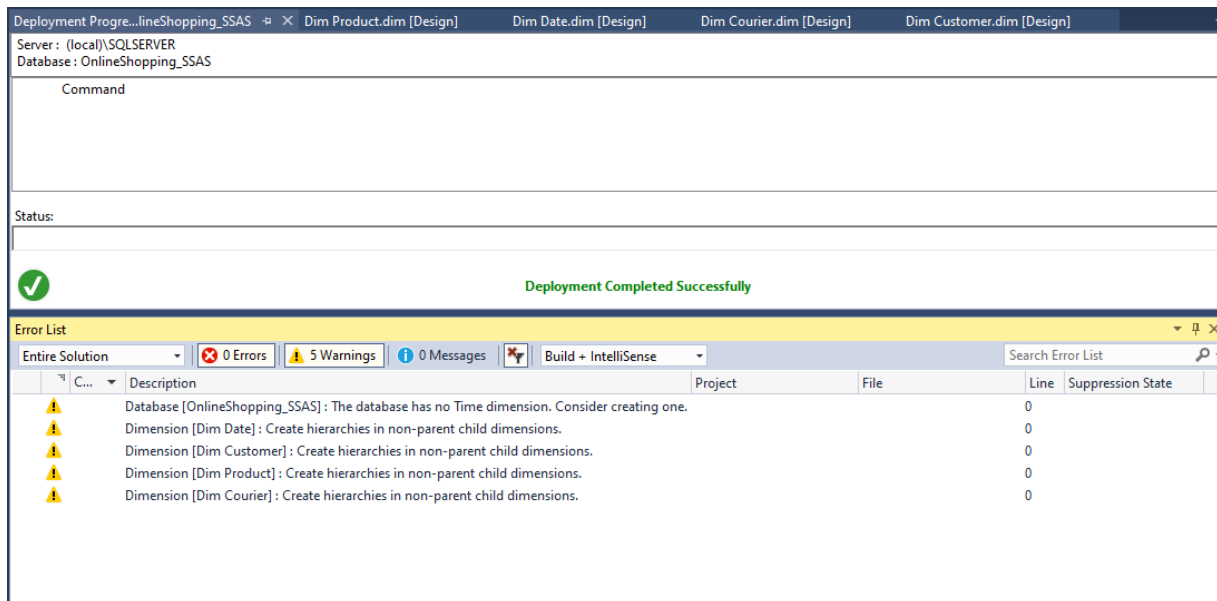 Deployment Progre...lineShopping_SSAS Dim Product.dim [Design] Dim Date.dim [Design] Dim Courier.dim [Design] Dim Customer.dim [Design]
Server : (local)\SQLSERVER
Database : OnlineShopping_SSAS
Command
Status:
Deployment Completed Successfully
Error List
Entire Solution 0 Errors 5 Warnings 0 Messages Build + IntelliSense Search Error List
C... Description Project File Line Suppression State
Database [OnlineShopping_SSAS] : The database has no Time dimension. Consider creating one. 0
Dimension [Dim Date] : Create hierarchies in non-parent child dimensions. 0
Dimension [Dim Customer] : Create hierarchies in non-parent child dimensions. 0
Dimension [Dim Product] : Create hierarchies in non-parent child dimensions. 0
Dimension [Dim Courier] : Create hierarchies in non-parent child dimensions. 0